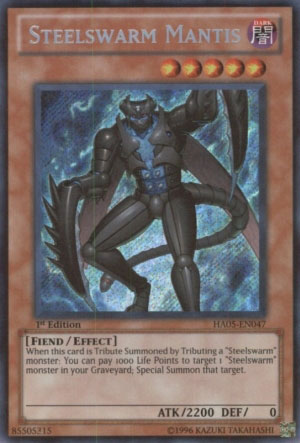 STEELSWARM MANTIS
DARK
闇
1st Edition
HA05-EN047
[FIEND / EFFECT]
When this card is Tribute Summoned by Tributing a "Steelswarm"
monster: You can pay 1000 Life Points to target 1 "Steelswarm"
monster in your Graveyard; Special Summon that target.
ATK/2200 DEF/ 0
85505315
©1996 KAZUKI TAKAHASHI